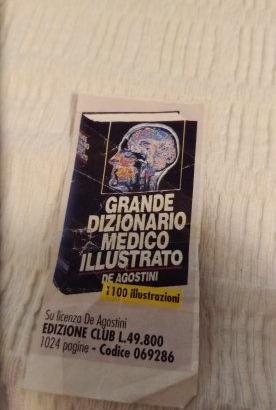 GRANDE
DIZIONARIO
MEDICO
ILLUSTRATO
DE AGOSTINI
1100 illustrazioni
Su licenza De Agostini
EDIZIONE CLUB L.49.800
1024 pagine - Codice 069286